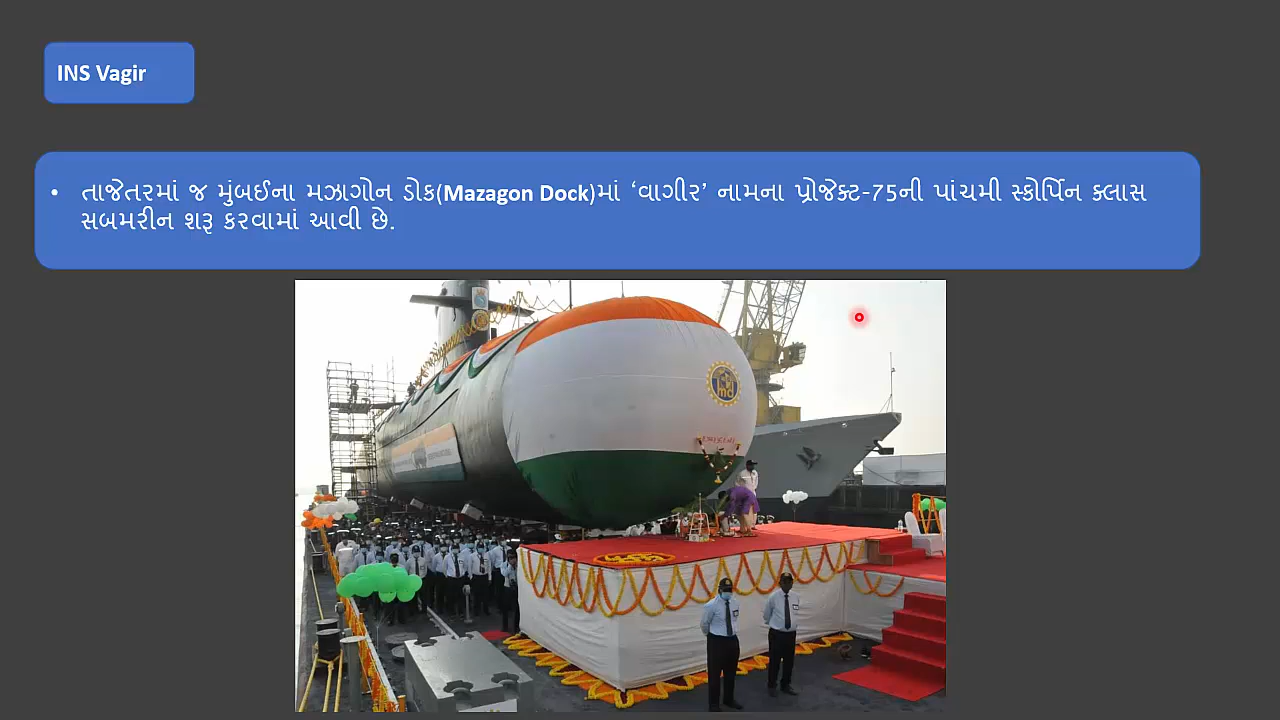 INS Vagir
• તાજેતરમાં જ મુંબઈના મઝાગોન ડોક(Mazagon Dock)માં ‘વાગીર’ નામના પ્રોજેક્ટ-75ની પાંચમી સ્કોર્પિન ક્લાસ
સબમરીન શરૂ કરવામાં આવી છે.